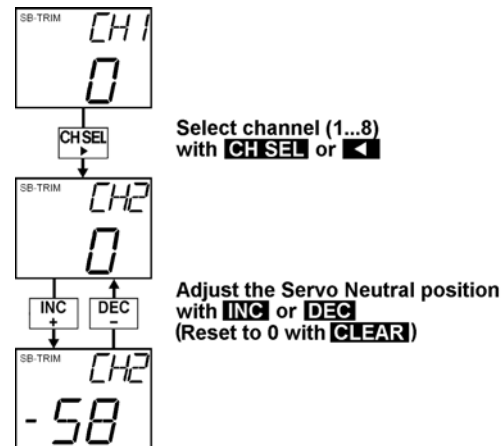 SB-TRIM CH1
0
CH SEL
▶
Select channel (1...8)
with CH SEL or ◀
SB-TRIM CH2
0
INC
+
DEC
–
Adjust the Servo Neutral position
with INC or DEC
(Reset to 0 with CLEAR)
SB-TRIM CH2
-58